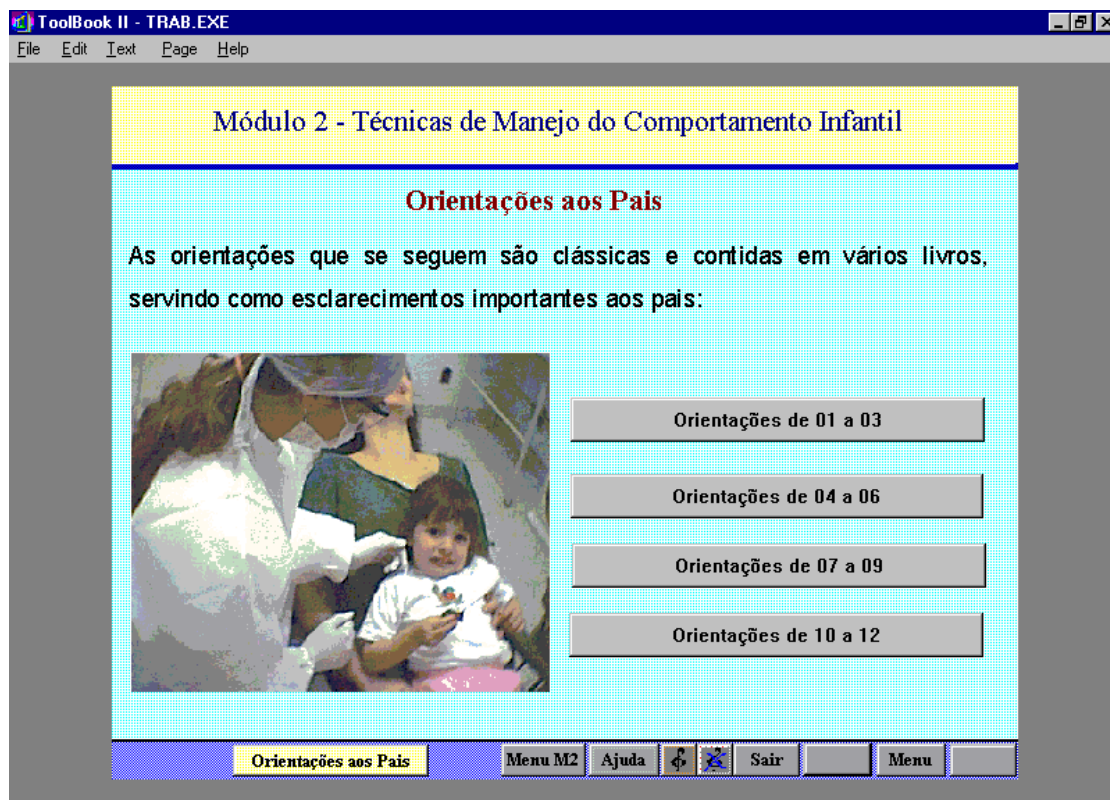 ToolBook II - TRAB.EXE
File Edit Text Page Help
Módulo 2 - Técnicas de Manejo do Comportamento Infantil
Orientações aos Pais
As orientações que se seguem são clássicas e contidas em vários livros,
servindo como esclarecimentos importantes aos pais:
Orientações de 01 a 03
Orientações de 04 a 06
Orientações de 07 a 09
Orientações de 10 a 12
Orientações aos Pais Menu M2 Ajuda Sair Menu